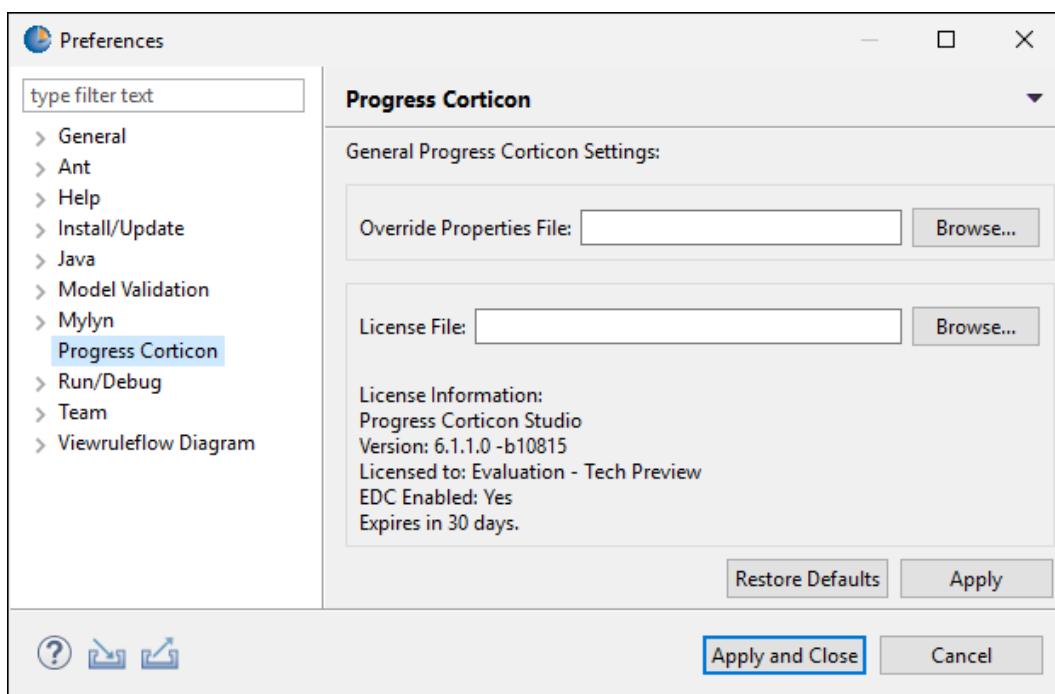 Preferences
type filter text
General
Ant
Help
Install/Update
Java
Model Validation
Mylyn
Progress Corticon
Run/Debug
Team
Viewruleflow Diagram
Progress Corticon
General Progress Corticon Settings:
Override Properties File: Browse...
License File: Browse...
License Information:
Progress Corticon Studio
Version: 6.1.1.0 -b10815
Licensed to: Evaluation - Tech Preview
EDC Enabled: Yes
Expires in 30 days.
Restore Defaults Apply
? Apply and Close Cancel